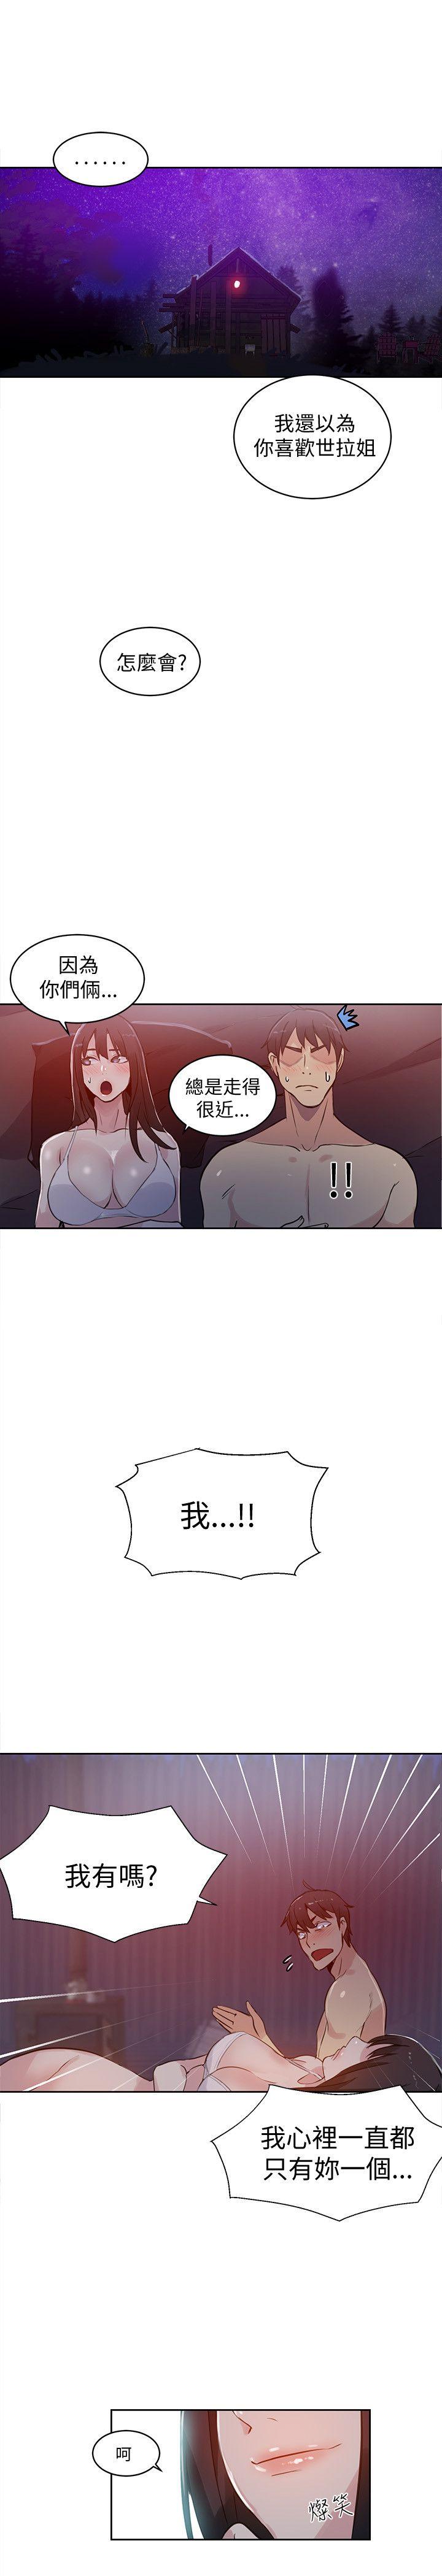 ......
我還以為
你喜歡世拉姐
怎麼會?
因為
你們倆...
總是走得
很近...
!!
我...!!
我有嗎?
我心裡一直都
只有妳一個...
呵
燦笑